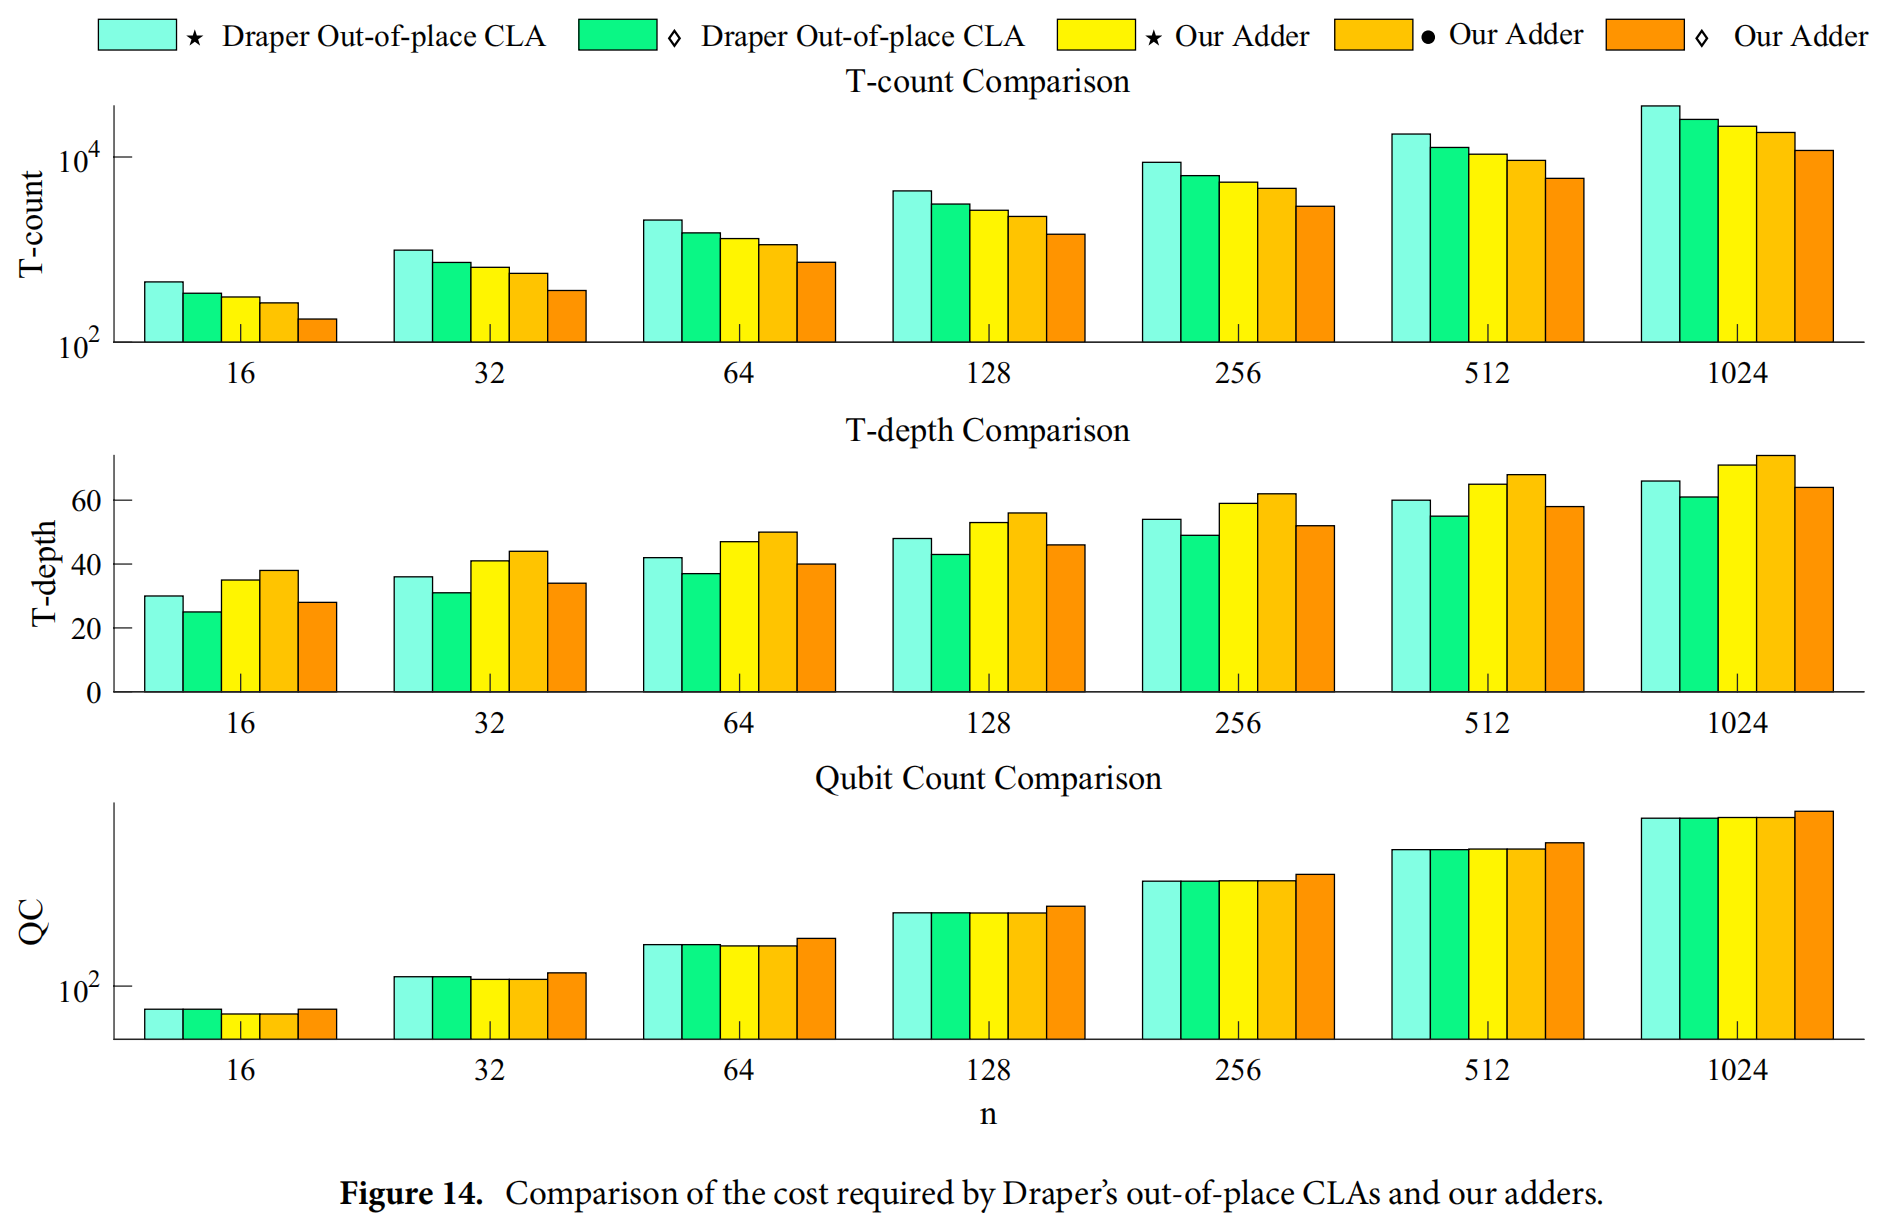 ★ Draper Out-of-place CLA ◊ Draper Out-of-place CLA ★ Our Adder ● Our Adder ◊ Our Adder
T-count Comparison
T-count
10^4
10^2
16 32 64 128 256 512 1024
T-depth Comparison
T-depth
60
40
20
0
16 32 64 128 256 512 1024
Qubit Count Comparison
QC
10^2
16 32 64 128 256 512 1024
n
Figure 14. Comparison of the cost required by Draper’s out-of-place CLAs and our adders.